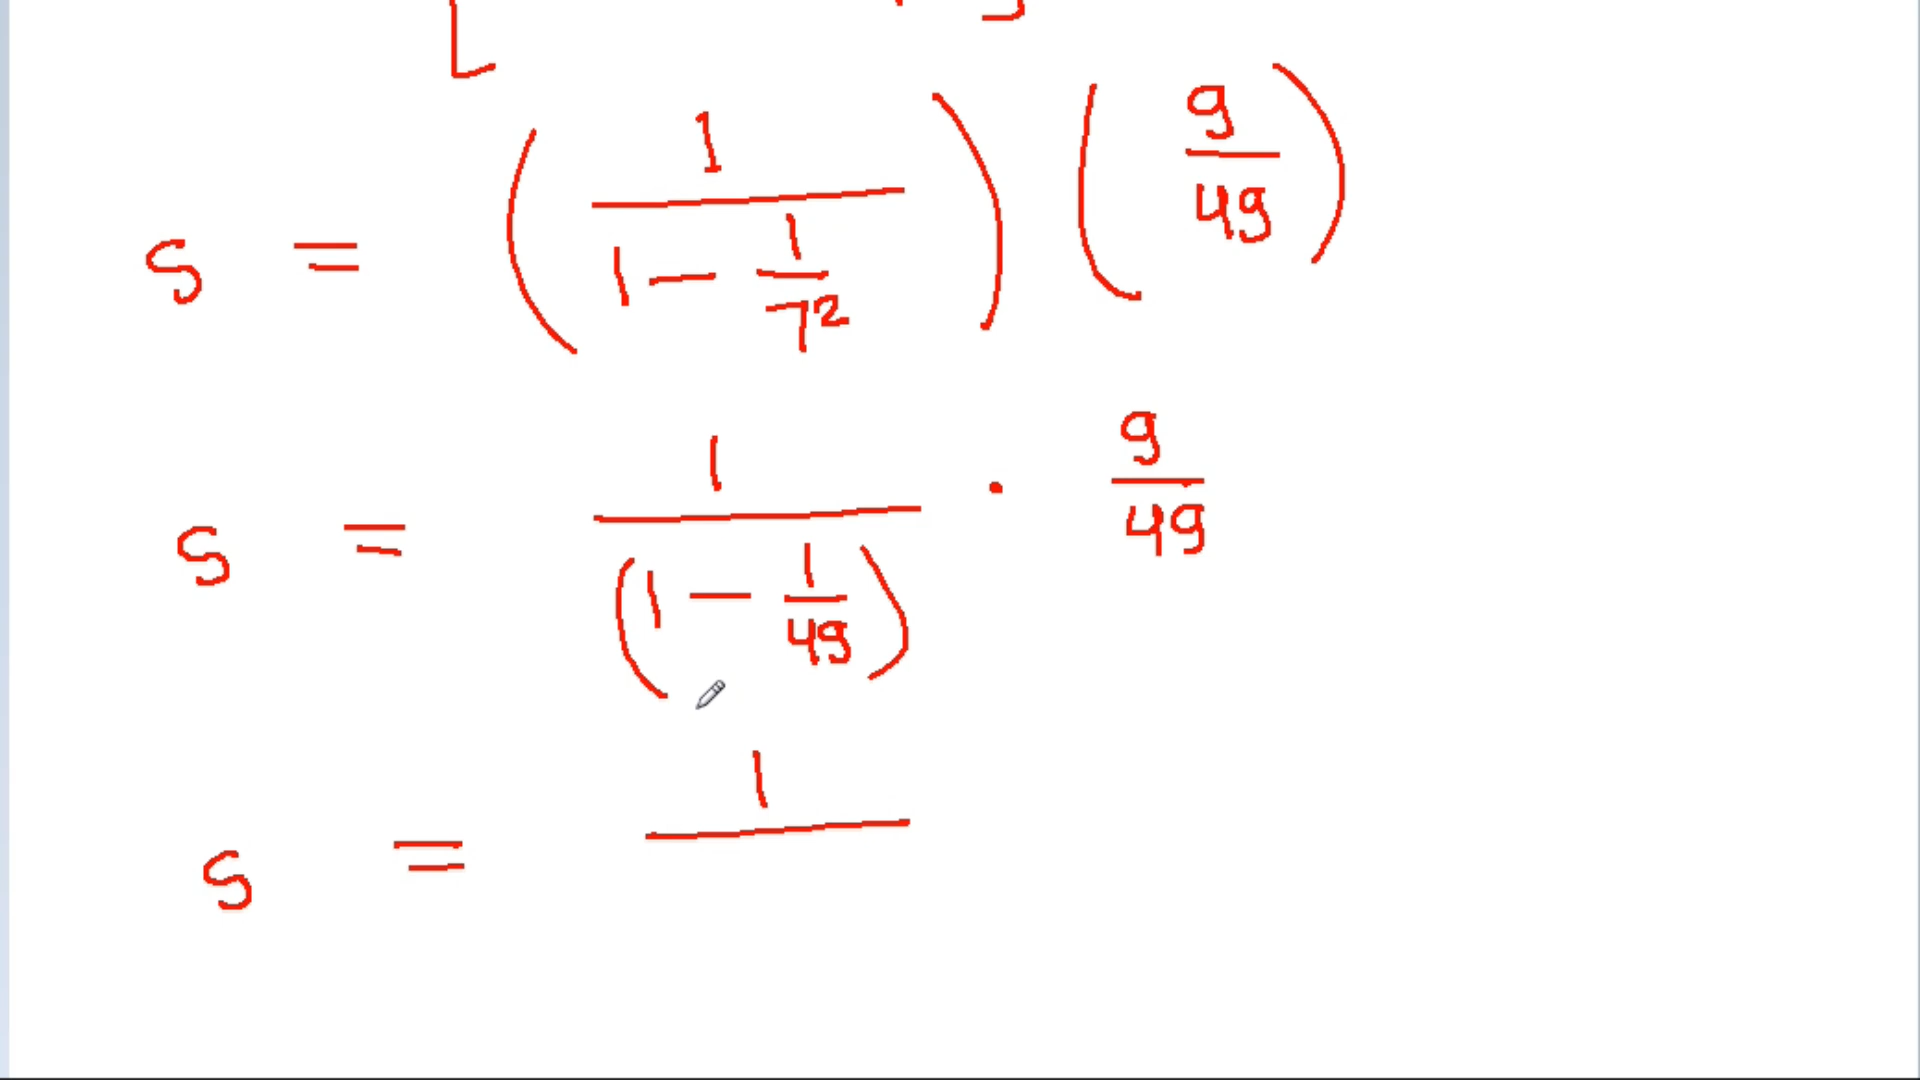 S = ( 1 / (1 - 1/7²) ) ( 9/49 )
S = 1 / (1 - 1/49) · 9/49
S = 1 /